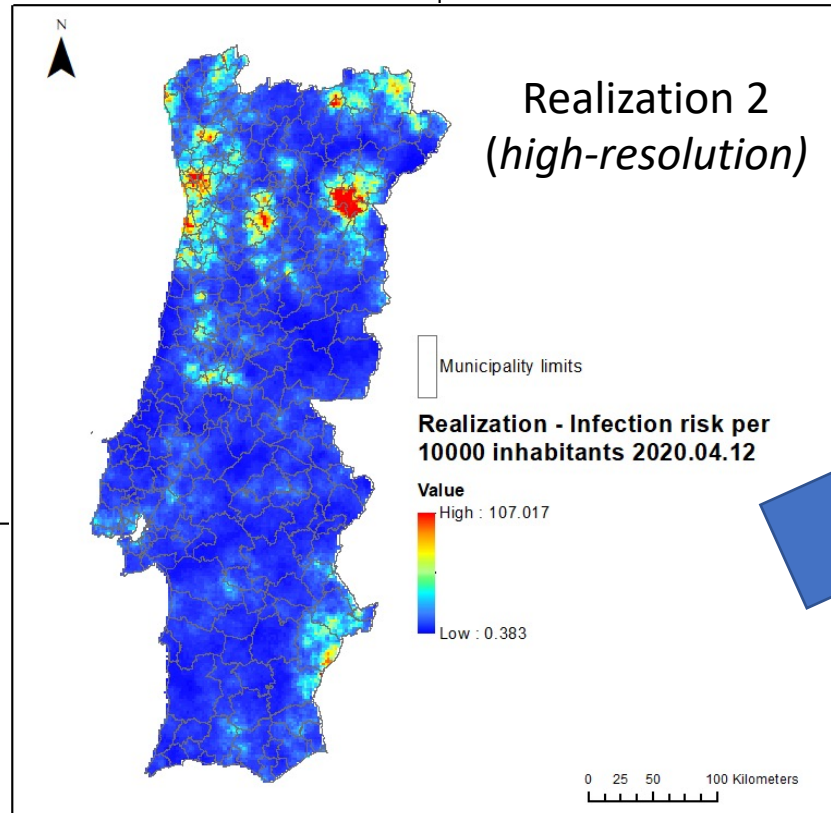 N
Realization 2
(high-resolution)
Municipality limits
Realization - Infection risk per
10000 inhabitants 2020.04.12
Value
High : 107.017
Low : 0.383
0 25 50 100 Kilometers